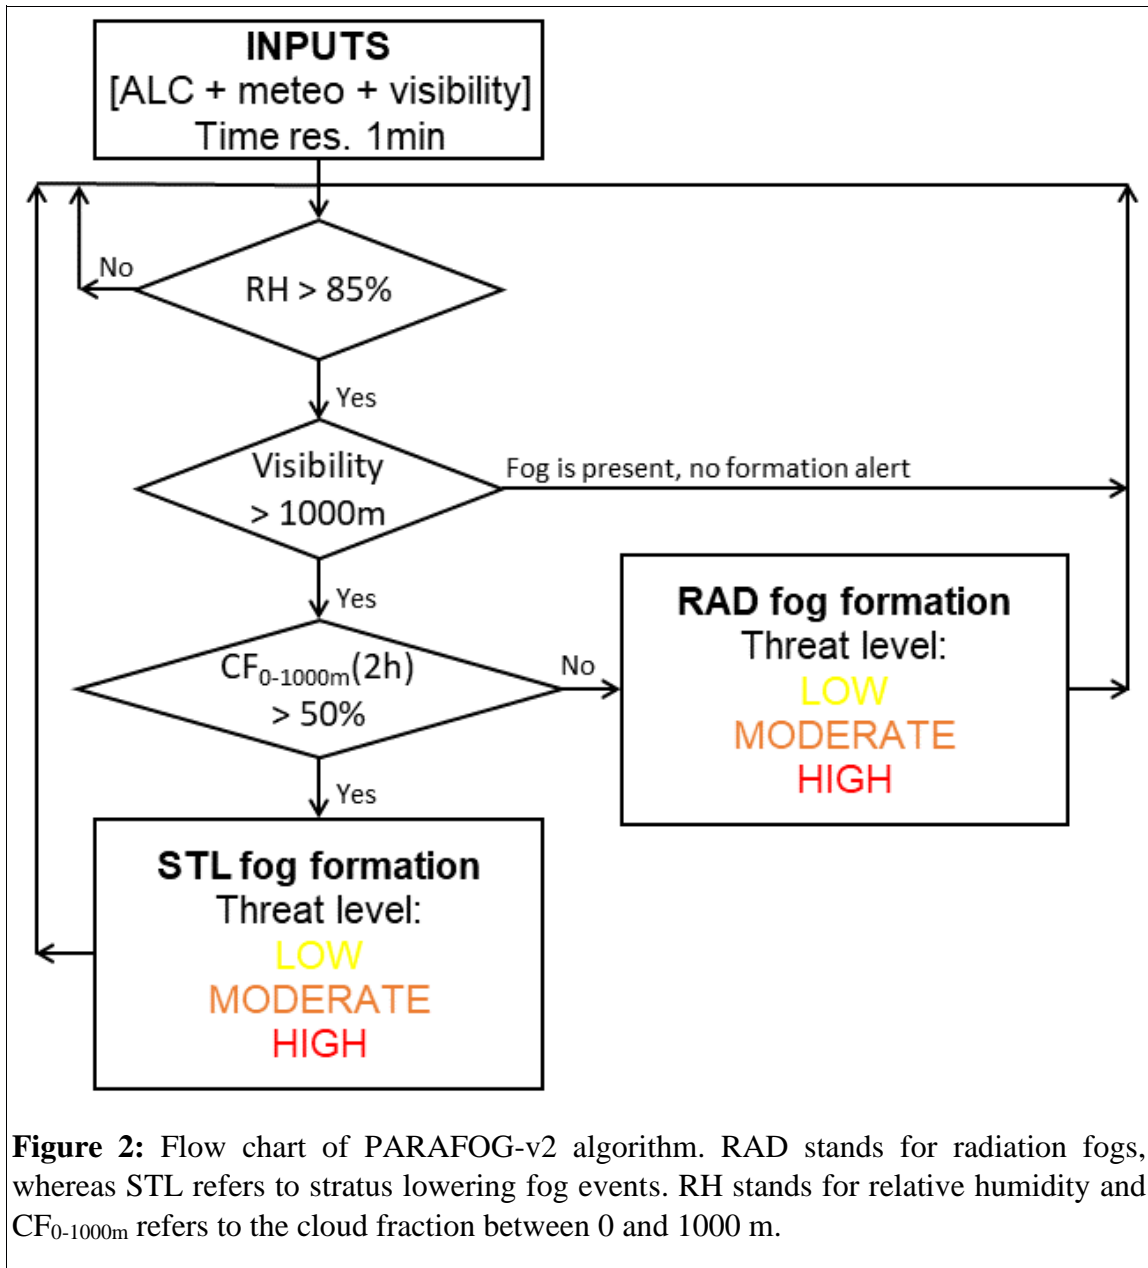 INPUTS
[ALC + meteo + visibility]
Time res. 1min
No
RH > 85%
Yes
Visibility
> 1000m
Fog is present, no formation alert
Yes
CF0-1000m(2h)
> 50%
No
RAD fog formation
Threat level:
LOW
MODERATE
HIGH
Yes
STL fog formation
Threat level:
LOW
MODERATE
HIGH
Figure 2: Flow chart of PARAFOG-v2 algorithm. RAD stands for radiation fogs,
whereas STL refers to stratus lowering fog events. RH stands for relative humidity and
CF0-1000m refers to the cloud fraction between 0 and 1000 m.